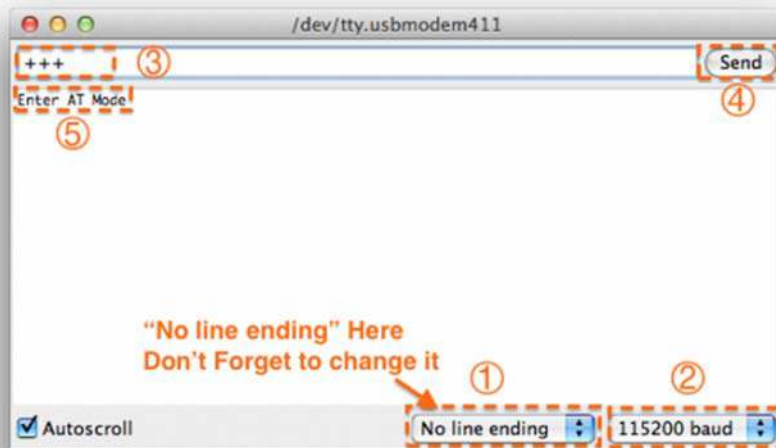 /dev/tty.usbmodem411
+++ ③ Send
④
Enter AT Mode
⑤
“No line ending” Here
Don't Forget to change it
① ②
Autoscroll No line ending 115200 baud